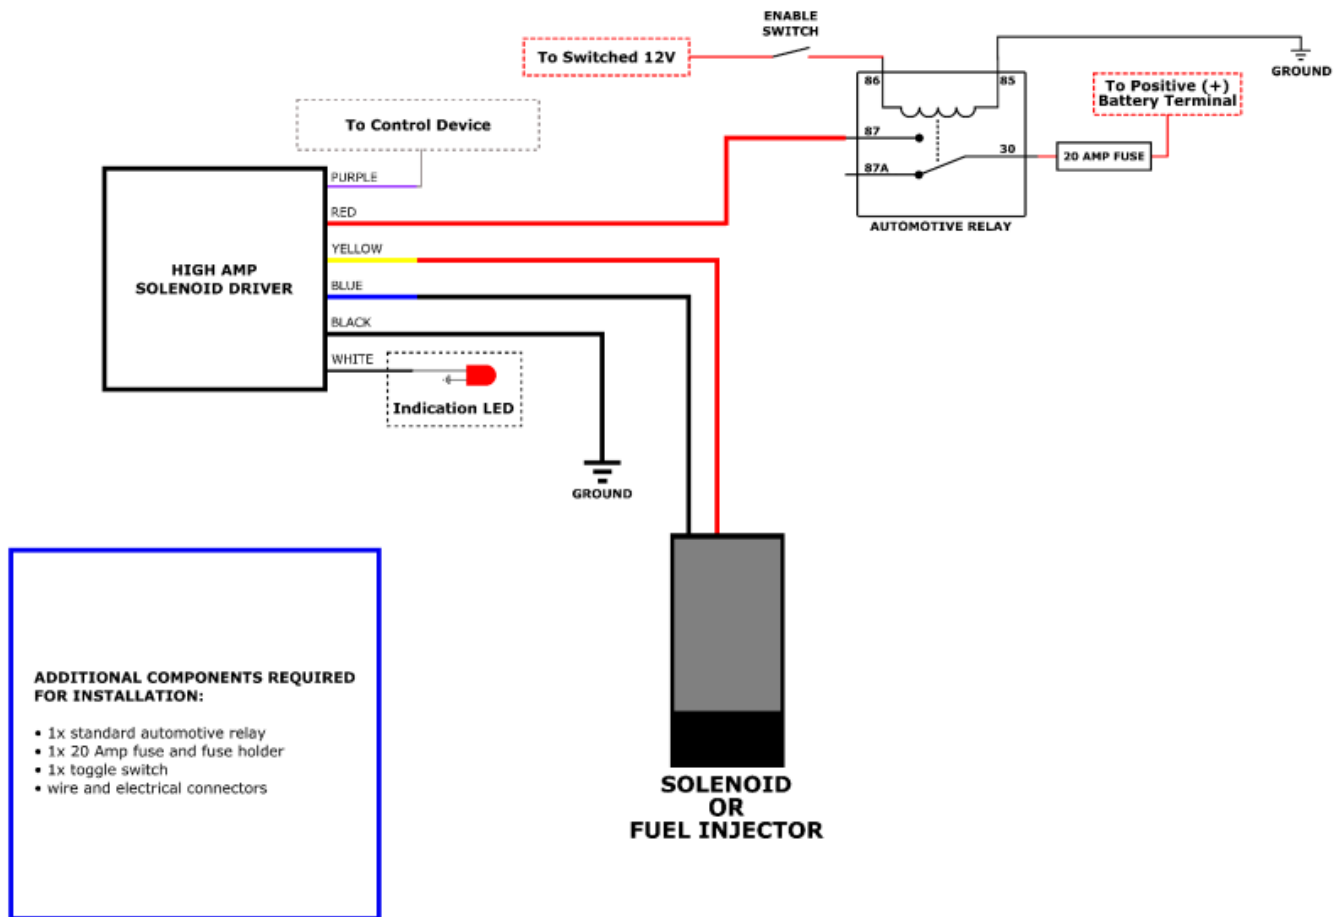 ENABLE
SWITCH
To Switched 12V
GROUND
86
85
To Positive (+)
Battery Terminal
To Control Device
87
30
20 AMP FUSE
87A
AUTOMOTIVE RELAY
PURPLE
RED
YELLOW
HIGH AMP
SOLENOID DRIVER
BLUE
BLACK
WHITE
Indication LED
GROUND
ADDITIONAL COMPONENTS REQUIRED
FOR INSTALLATION:
• 1x standard automotive relay
• 1x 20 Amp fuse and fuse holder
• 1x toggle switch
• wire and electrical connectors
SOLENOID
OR
FUEL INJECTOR